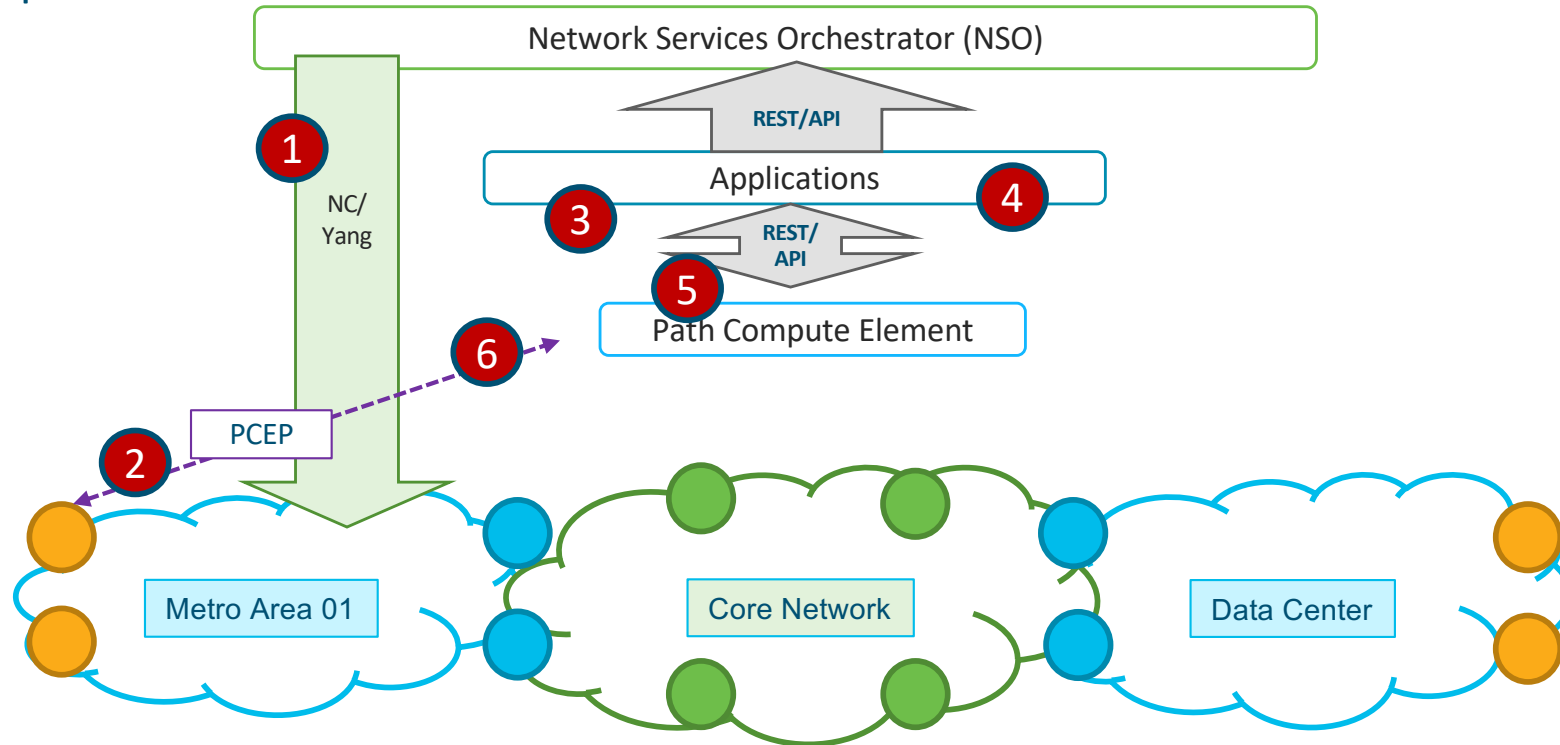 Network Services Orchestrator (NSO)
REST/API
1
Applications
4
NC/
Yang
3
REST/
API
5
Path Compute Element
6
PCEP
2
Metro Area 01
Core Network
Data Center